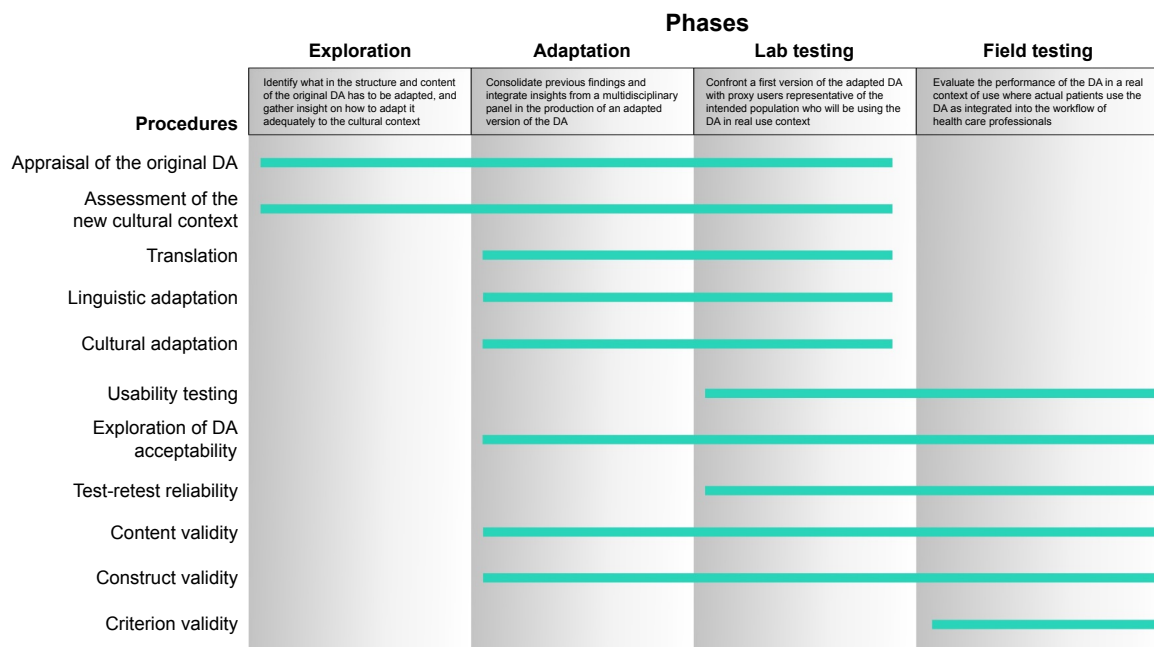 Phases
Exploration
Adaptation
Lab testing
Field testing
Identify what in the structure and content
of the original DA has to be adapted, and
gather insight on how to adapt it
adequately to the cultural context
Consolidate previous findings and
integrate insights from a multidisciplinary
panel in the production of an adapted
version of the DA
Confront a first version of the adapted DA
with proxy users representative of the
intended population who will be using the
DA in real use context
Evaluate the performance of the DA in a real
context of use where actual patients use the
DA as integrated into the workflow of
health care professionals
Procedures
Appraisal of the original DA
Assessment of the
new cultural context
Translation
Linguistic adaptation
Cultural adaptation
Usability testing
Exploration of DA
acceptability
Test-retest reliability
Content validity
Construct validity
Criterion validity